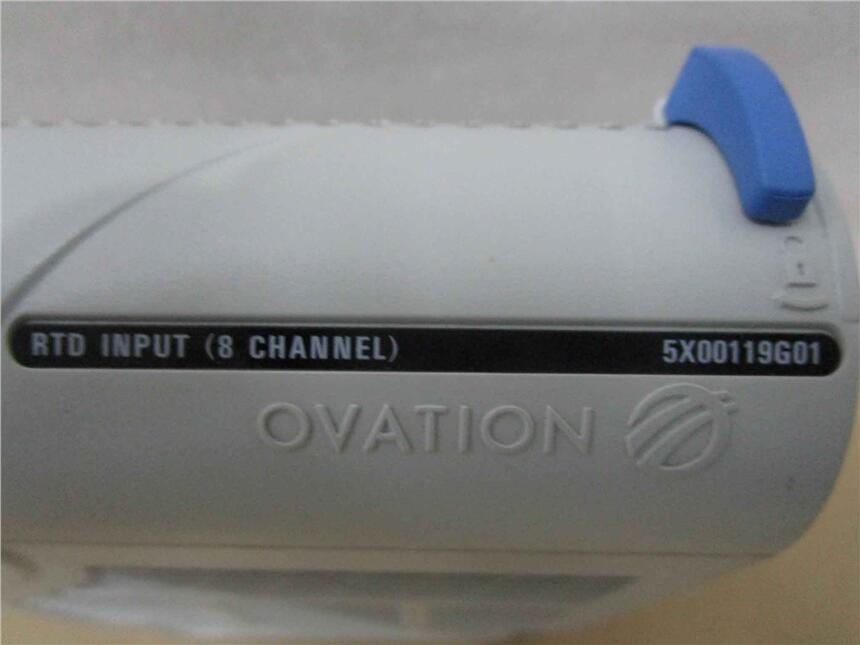 RTD INPUT (8 CHANNEL) 5X00119G01
OVATION